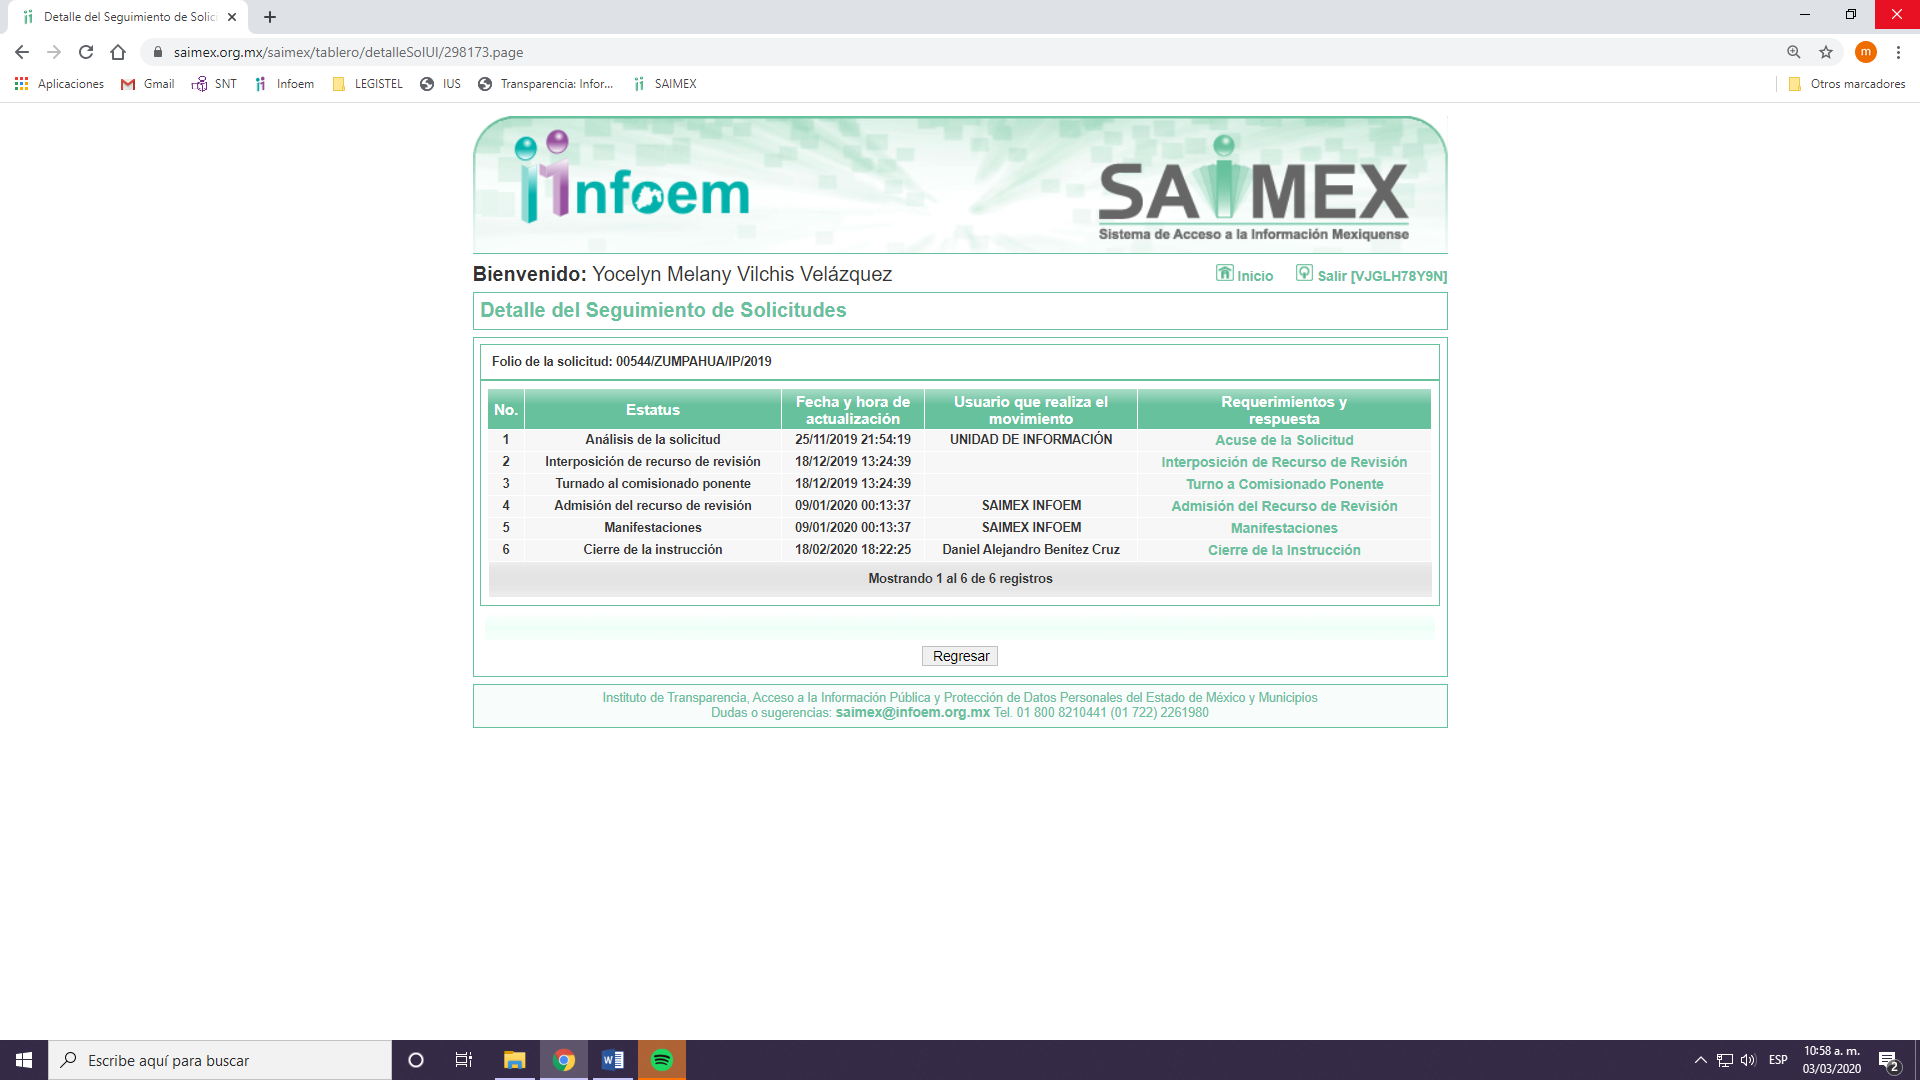 Detalle del Seguimiento de Solici
saimex.org.mx/saimex/tablero/detalleSolUI/298173.page
m
Aplicaciones Gmail SNT Infoem LEGISTEL IUS Transparencia: Infor... SAIMEX Otros marcadores
infoem
SAIMEX
Sistema de Acceso a la Información Mexiquense
Bienvenido: Yocelyn Melany Vilchis Velázquez Inicio Salir [VJGLH78Y9N]
Detalle del Seguimiento de Solicitudes
Folio de la solicitud: 00544/ZUMPAHUA/IP/2019
No. Estatus Fecha y hora de actualización Usuario que realiza el movimiento Requerimientos y respuesta
1 Análisis de la solicitud 25/11/2019 21:54:19 UNIDAD DE INFORMACIÓN Acuse de la Solicitud
2 Interposición de recurso de revisión 18/12/2019 13:24:39 Interposición de Recurso de Revisión
3 Turnado al comisionado ponente 18/12/2019 13:24:39 Turno a Comisionado Ponente
4 Admisión del recurso de revisión 09/01/2020 00:13:37 SAIMEX INFOEM Admisión del Recurso de Revisión
5 Manifestaciones 09/01/2020 00:13:37 SAIMEX INFOEM Manifestaciones
6 Cierre de la instrucción 18/02/2020 18:22:25 Daniel Alejandro Benítez Cruz Cierre de la Instrucción
Mostrando 1 al 6 de 6 registros
Regresar
Instituto de Transparencia, Acceso a la Información Pública y Protección de Datos Personales del Estado de México y Municipios
Dudas o sugerencias: saimex@infoem.org.mx Tel. 01 800 8210441 (01 722) 2261980
Escribe aquí para buscar
ESP
10:58 a. m.
03/03/2020
2